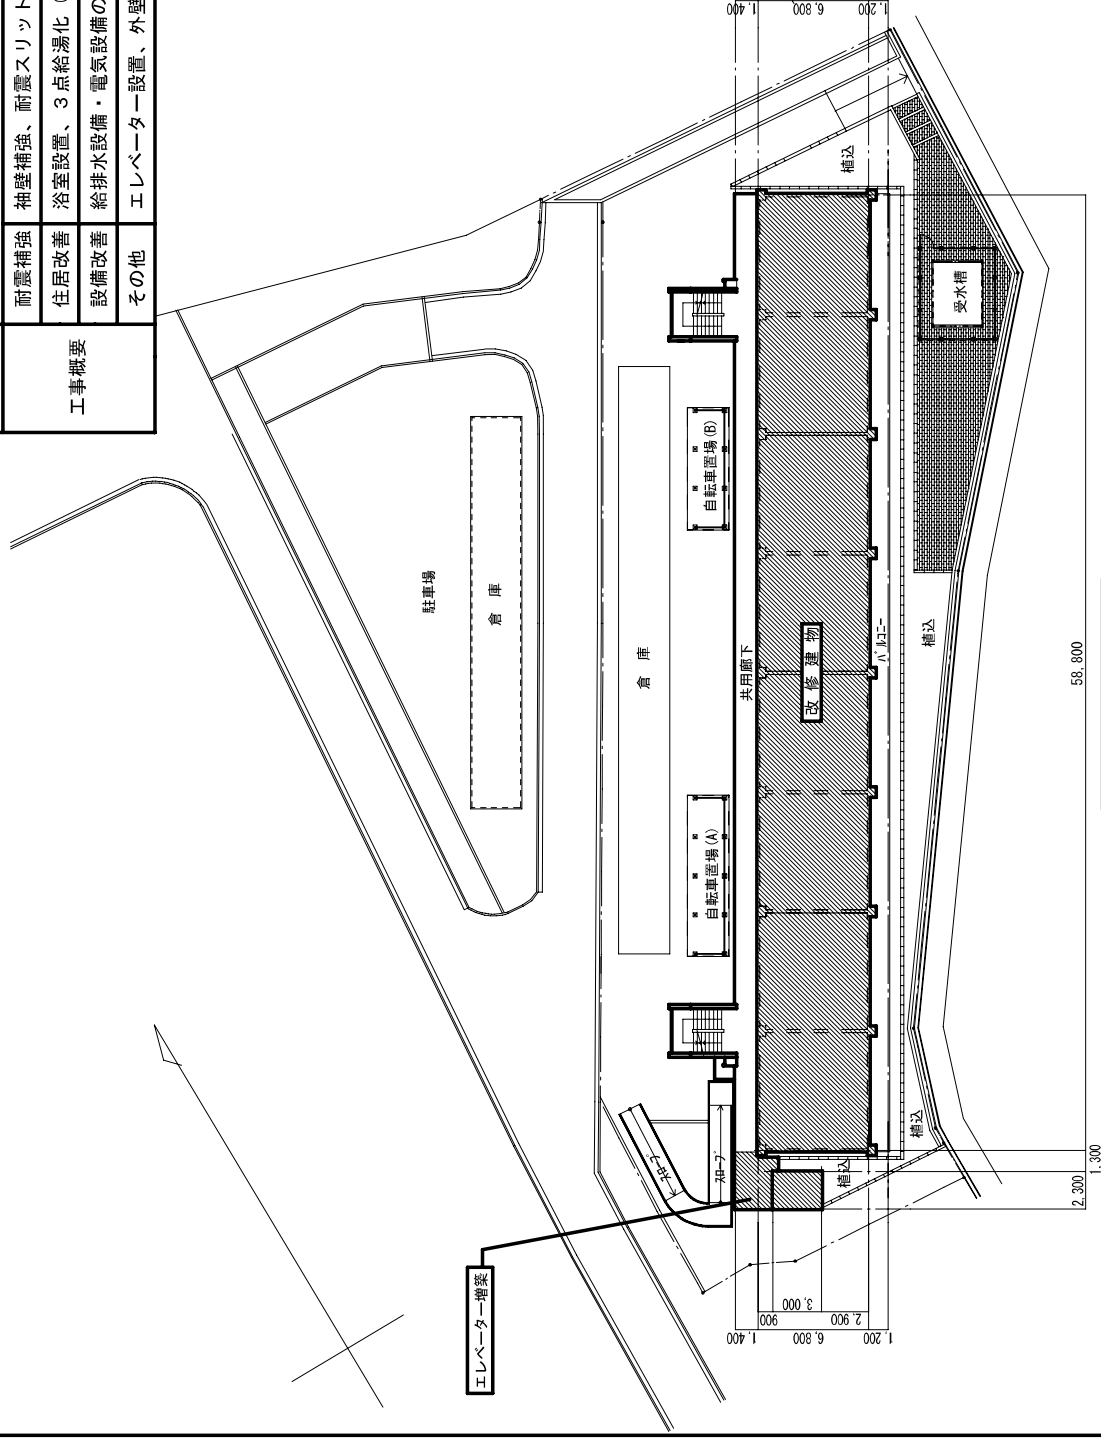 工事概要
耐震補強 袖壁補強、耐震スリット
住居改善 浴室設置、3点給湯化（
設備改善 給排水設備・電気設備の
その他 エレベーター設置、外壁
駐車場
倉庫
倉庫
自転車置場(A)
自転車置場(B)
共用廊下
改修建物
バルコニー
受水槽
植込
植込
植込
植込
スロープ
スロープ
エレベーター増築
58,800
2,300
1,300
1,400
6,800
1,200
900
3,000
2,900
1,400
6,800
1,200